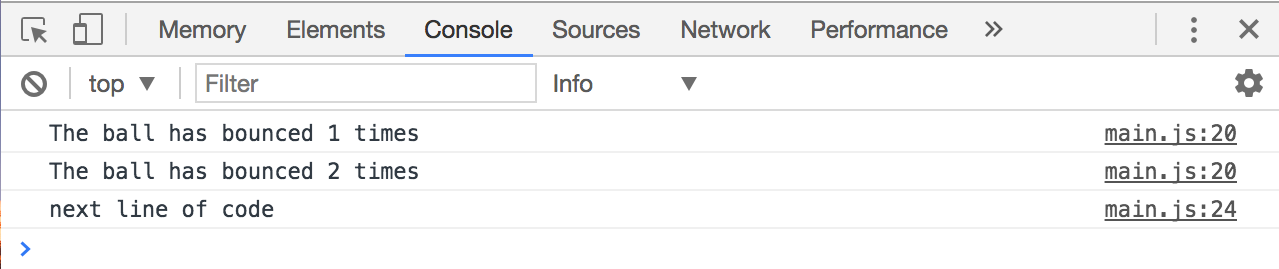 Memory Elements Console Sources Network Performance »
top ▼ Filter Info ▼
The ball has bounced 1 times main.js:20
The ball has bounced 2 times main.js:20
next line of code main.js:24
>